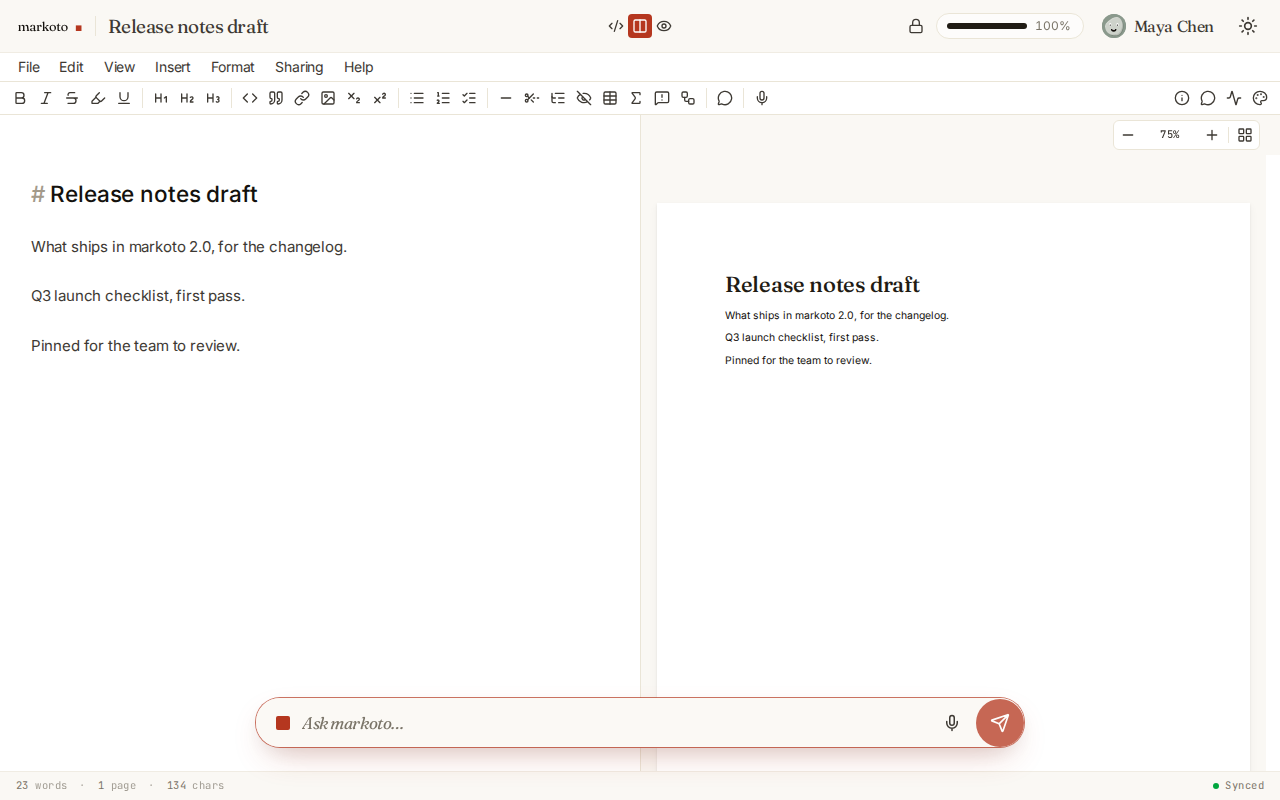 markoto
Release notes draft
100%
Maya Chen
File Edit View Insert Format Sharing Help
H1 H2 H3
75%
# Release notes draft
What ships in markoto 2.0, for the changelog.
Q3 launch checklist, first pass.
Pinned for the team to review.
Release notes draft
What ships in markoto 2.0, for the changelog.
Q3 launch checklist, first pass.
Pinned for the team to review.
Ask markoto...
23 words · 1 page · 134 chars
Synced